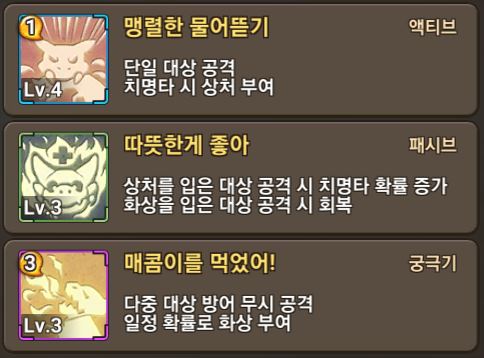 1
맹렬한 물어뜯기
액티브
Lv.4
단일 대상 공격
치명타 시 상처 부여
따뜻한게 좋아
패시브
Lv.3
상처를 입은 대상 공격 시 치명타 확률 증가
화상을 입은 대상 공격 시 회복
3
매콤이를 먹었어!
궁극기
Lv.3
다중 대상 방어 무시 공격
일정 확률로 화상 부여